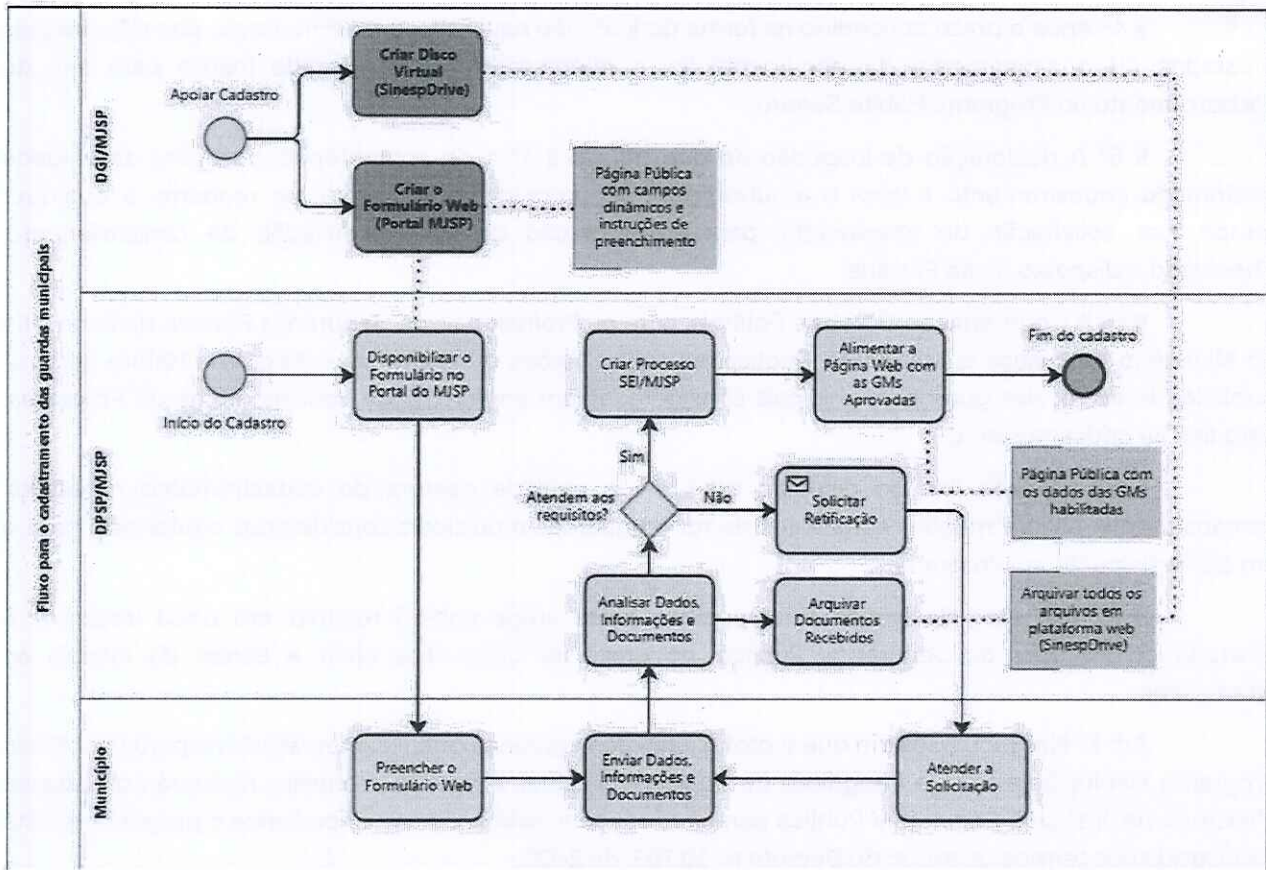 Fluxo para o cadastramento das guardas municipais
DGI/MJSP
Apoiar Cadastro
Criar Disco
Virtual
(SinespDrive)
Criar o
Formulário Web
(Portal MJSP)
Página Pública
com campos
dinâmicos e
instruções de
preenchimento
DPSP/MJSP
Início do Cadastro
Disponibilizar o
Formulário no
Portal do MJSP
Criar Processo
SEI/MJSP
Alimentar a
Página Web com
as GMs
Aprovadas
Fim do cadastro
Sim
Atendem aos
requisitos?
Não
Solicitar
Retificação
Página Pública com
os dados das GMs
habilitadas
Analisar Dados,
Informações e
Documentos
Arquivar
Documentos
Recebidos
Arquivar todos os
arquivos em
plataforma web
(SinespDrive)
Município
Preencher o
Formulário Web
Enviar Dados,
Informações e
Documentos
Atender a
Solicitação